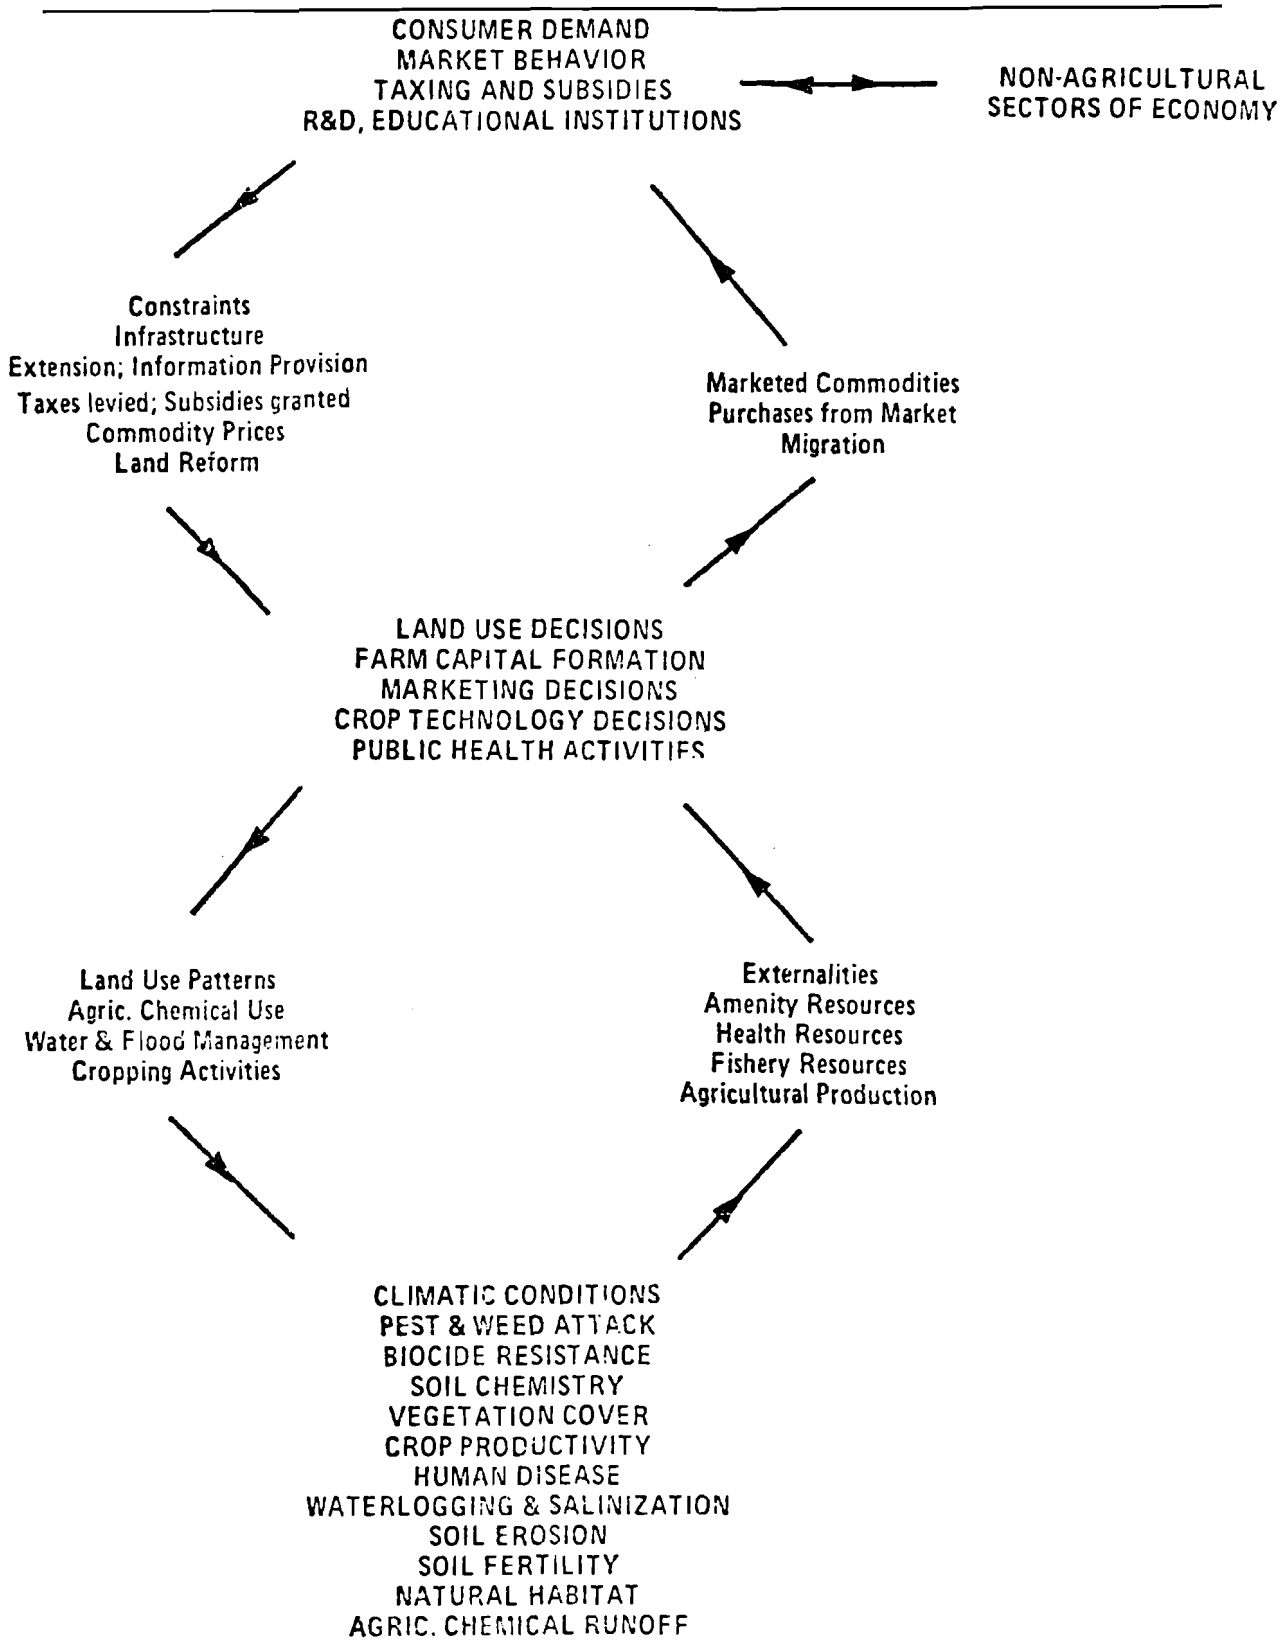 CONSUMER DEMAND
MARKET BEHAVIOR
TAXING AND SUBSIDIES
R&D, EDUCATIONAL INSTITUTIONS
NON-AGRICULTURAL
SECTORS OF ECONOMY
Constraints
Infrastructure
Extension; Information Provision
Taxes levied; Subsidies granted
Commodity Prices
Land Reform
Marketed Commodities
Purchases from Market
Migration
LAND USE DECISIONS
FARM CAPITAL FORMATION
MARKETING DECISIONS
CROP TECHNOLOGY DECISIONS
PUBLIC HEALTH ACTIVITIES
Land Use Patterns
Agric. Chemical Use
Water & Flood Management
Cropping Activities
Externalities
Amenity Resources
Health Resources
Fishery Resources
Agricultural Production
CLIMATIC CONDITIONS
PEST & WEED ATTACK
BIOCIDE RESISTANCE
SOIL CHEMISTRY
VEGETATION COVER
CROP PRODUCTIVITY
HUMAN DISEASE
WATERLOGGING & SALINIZATION
SOIL EROSION
SOIL FERTILITY
NATURAL HABITAT
AGRIC. CHEMICAL RUNOFF